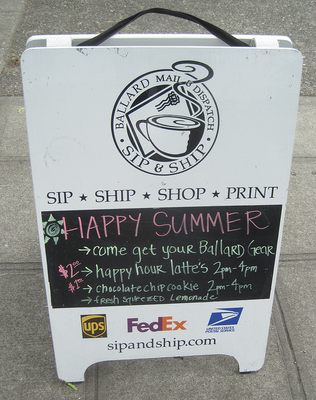 BALLARD MAIL & DISPATCH
SIP & SHIP
SIP ★ SHIP ★ SHOP ★ PRINT
HAPPY SUMMER
→ come get your Ballard Gear
$2.00 → happy hour latte's 2pm-4pm
→ chocolate chip cookie 2pm-4pm
→ FRESH SQUEEZED Lemonade
ups FedEx UNITED STATES POSTAL SERVICE
sipandship.com